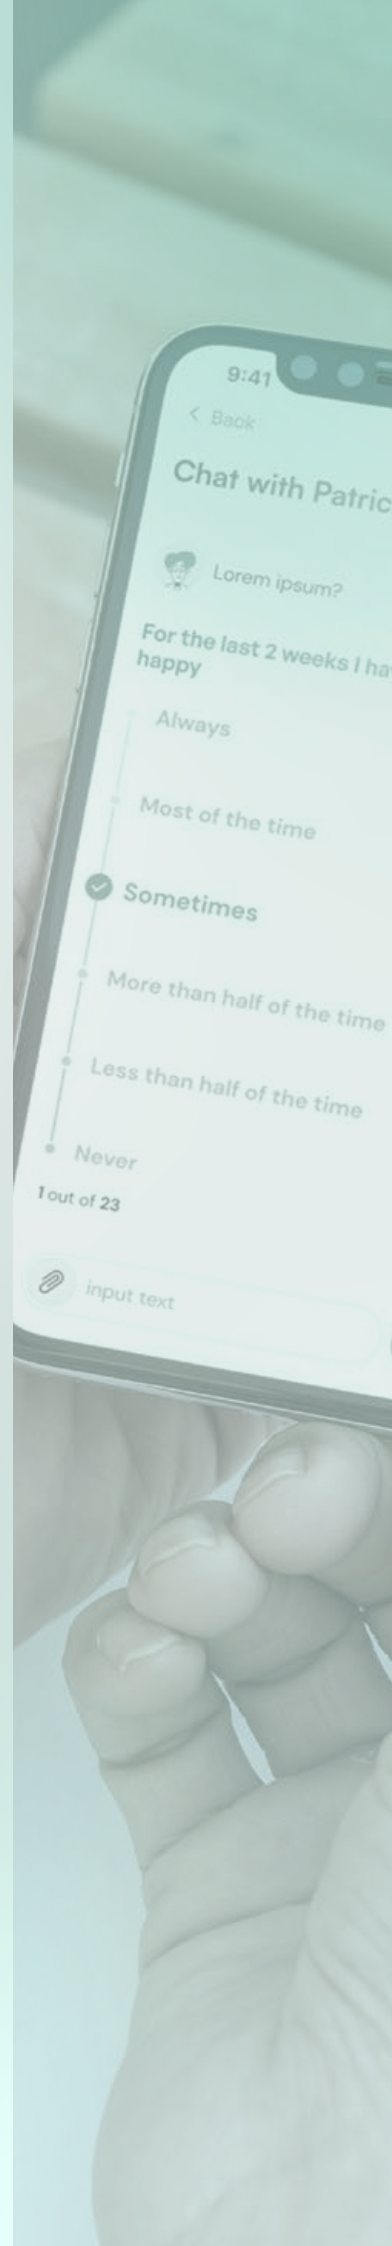 9:41
Back
Chat with Patric
Lorem ipsum?
For the last 2 weeks I ha
happy
Always
Most of the time
Sometimes
More than half of the time
Less than half of the time
Never
1 out of 23
input text